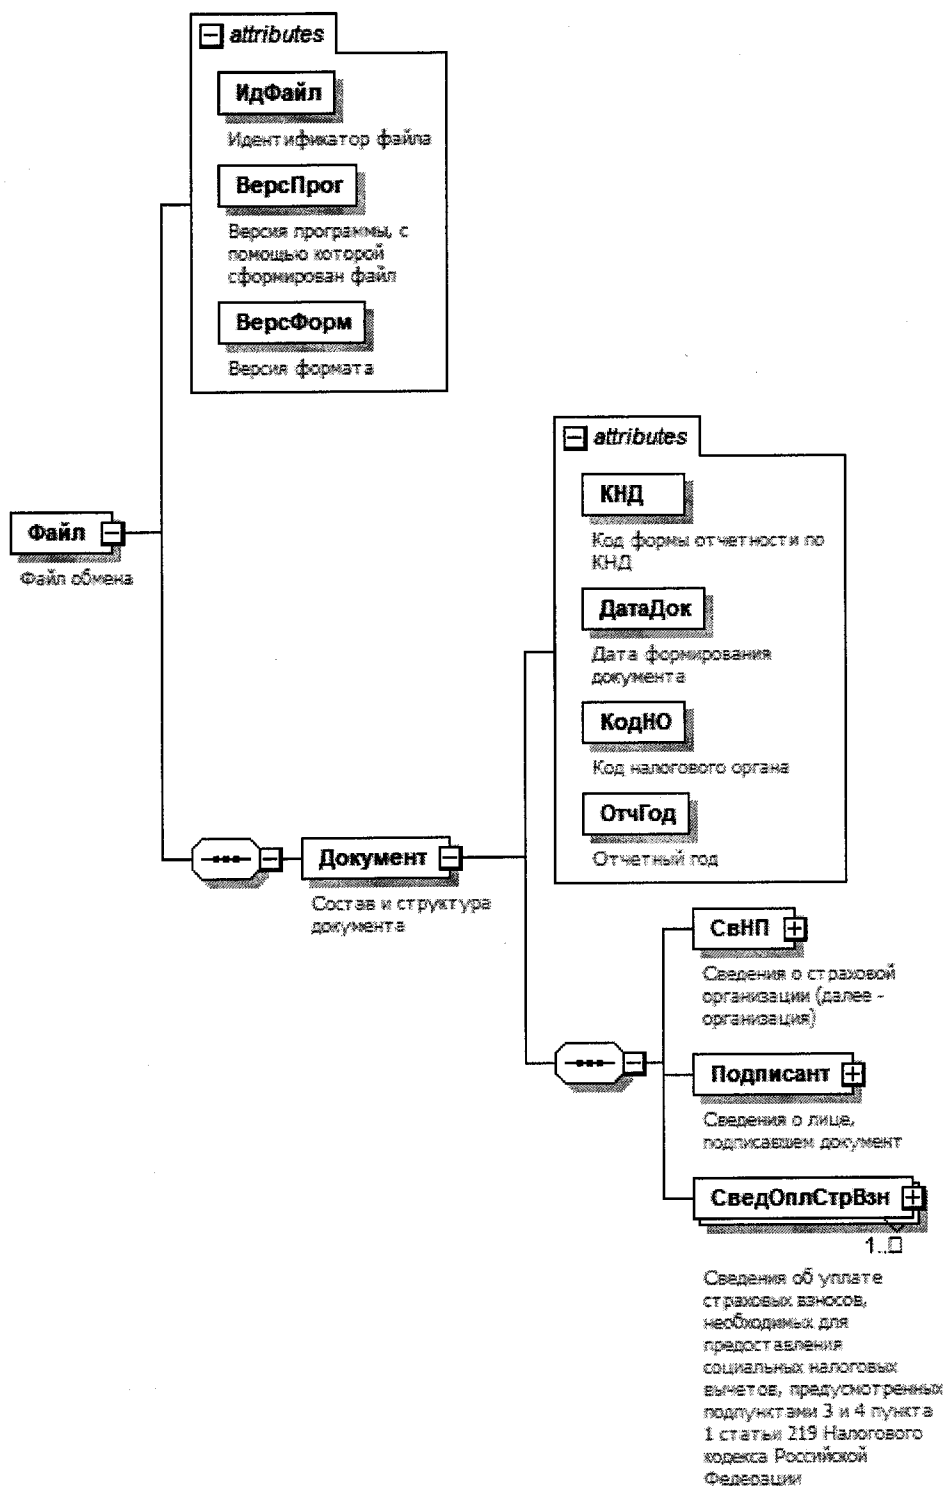 attributes
ИдФайл
Идентификатор файла
ВерсПрог
Версия программы, с
помощью которой
сформирован файл
ВерсФорм
Версия формата
Файл
Файл обмена
attributes
КНД
Код формы отчетности по
КНД
ДатаДок
Дата формирования
документа
КодНО
Код налогового органа
ОтчГод
Отчетный год
Документ
Состав и структура
документа
СвНП
Сведения о страховой
организации (далее -
организация)
Подписант
Сведения о лице,
подписавшем документ
СведОплСтрВзн
1..□
Сведения об уплате
страховых взносов,
необходимых для
предоставления
социальных налоговых
вычетов, предусмотренных
подпунктами 3 и 4 пункта
1 статьи 219 Налогового
кодекса Российской
Федерации